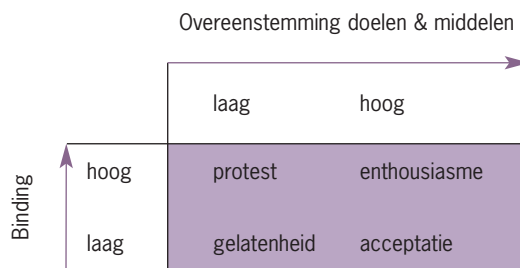 Overeenstemming doelen & middelen
laag hoog
Binding
hoog protest enthousiasme
laag gelatenheid acceptatie